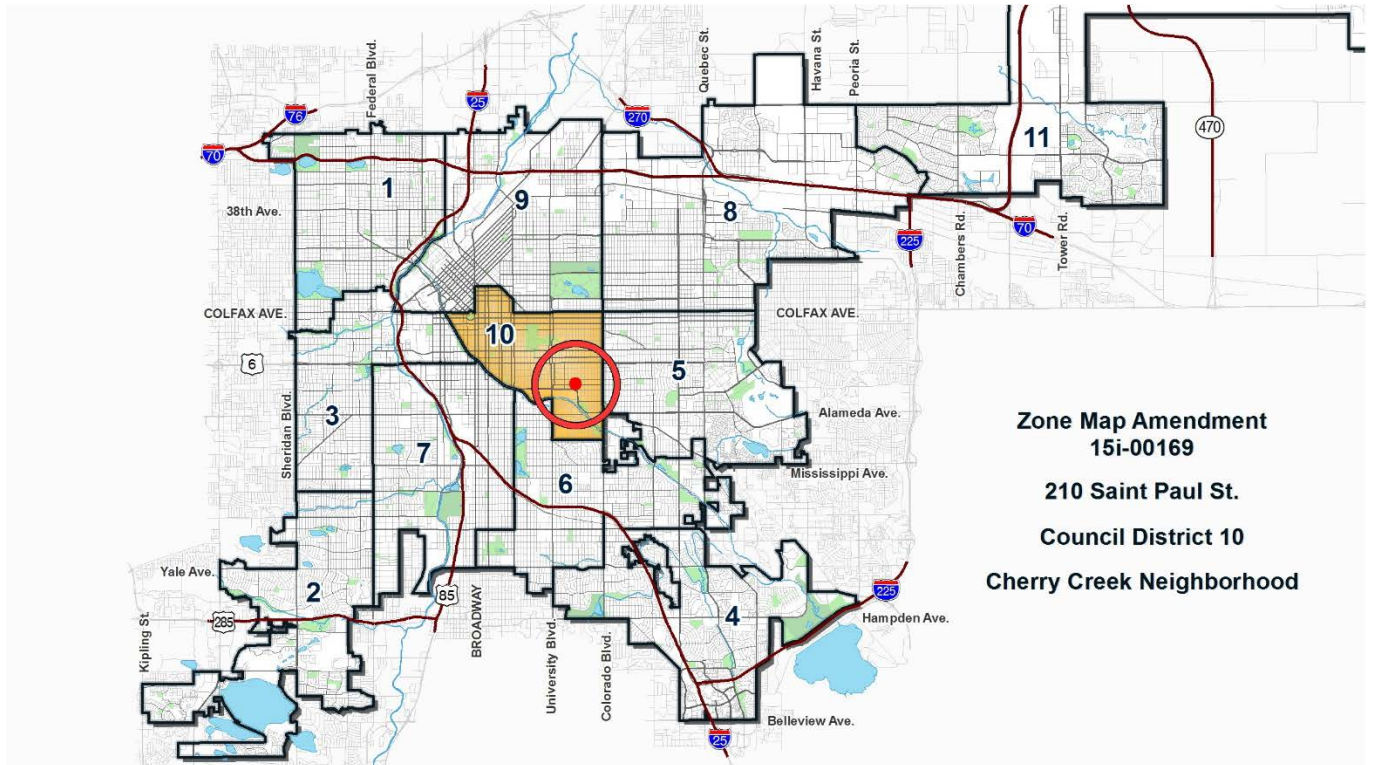 Federal Blvd.
Quebec St.
Havana St.
Peoria St.
76
25
270
70
470
11
1
9
8
38th Ave.
225
Chambers Rd.
70
Tower Rd.
COLFAX AVE.
COLFAX AVE.
10
6
5
Sheridan Blvd.
3
Alameda Ave.
7
Mississippi Ave.
6
Zone Map Amendment
15i-00169
210 Saint Paul St.
Council District 10
Cherry Creek Neighborhood
Yale Ave.
2
85
225
285
4
Hampden Ave.
Kipling St.
BROADWAY
University Blvd.
Colorado Blvd.
Belleview Ave.
25